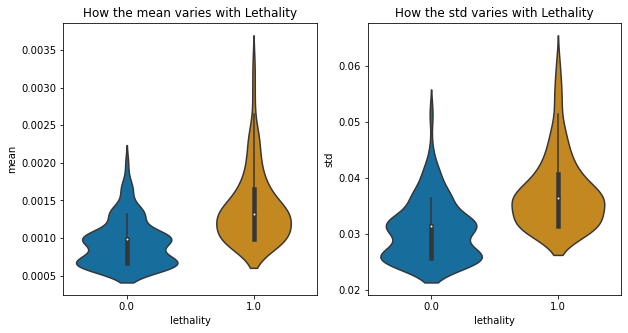 How the mean varies with Lethality
mean
0.0035
0.0030
0.0025
0.0020
0.0015
0.0010
0.0005
0.0 1.0
lethality
How the std varies with Lethality
std
0.06
0.05
0.04
0.03
0.02
0.0 1.0
lethality